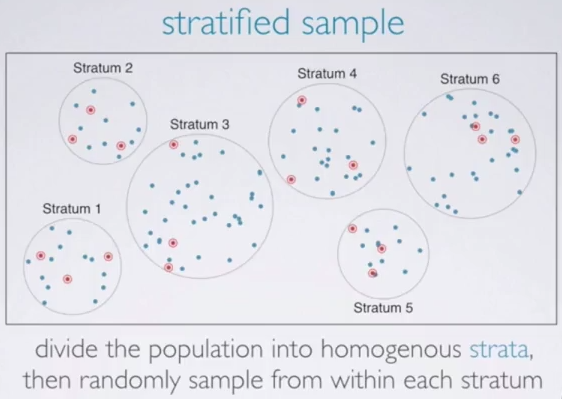 stratified sample
Stratum 2
Stratum 4
Stratum 6
Stratum 3
Stratum 1
Stratum 5
divide the population into homogenous strata,
then randomly sample from within each stratum